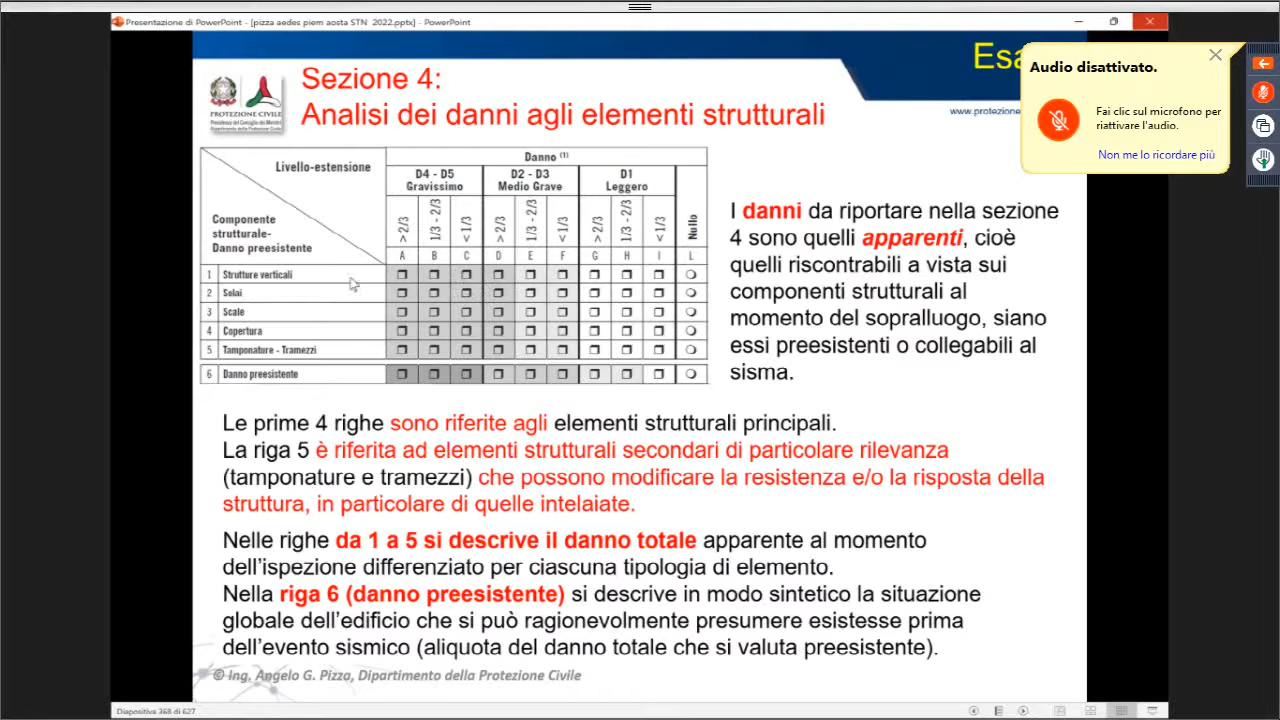 Presentazione di PowerPoint - [pizza aedes piem aosta STN_2022.pptx] - PowerPoint
Esa
Audio disattivato.
Fai clic sul microfono per
riattivare l'audio.
Non me lo ricordare più
www.protezione
PROTEZIONE CIVILE
Presidenza del Consiglio dei Ministri
Dipartimento della Protezione Civile
Sezione 4:
Analisi dei danni agli elementi strutturali
Livello-estensione
Componente
strutturale-
Danno preesistente
Danno (1)
D4 - D5
Gravissimo
D2 - D3
Medio Grave
D1
Leggero
Nullo
> 2/3 1/3 - 2/3 < 1/3 > 2/3 1/3 - 2/3 < 1/3 > 2/3 1/3 - 2/3 < 1/3
A B C D E F G H I L
1 Strutture verticali
2 Solai
3 Scale
4 Copertura
5 Tamponature - Tramezzi
6 Danno preesistente
I danni da riportare nella sezione
4 sono quelli apparenti, cioè
quelli riscontrabili a vista sui
componenti strutturali al
momento del sopralluogo, siano
essi preesistenti o collegabili al
sisma.
Le prime 4 righe sono riferite agli elementi strutturali principali.
La riga 5 è riferita ad elementi strutturali secondari di particolare rilevanza
(tamponature e tramezzi) che possono modificare la resistenza e/o la risposta della
struttura, in particolare di quelle intelaiate.
Nelle righe da 1 a 5 si descrive il danno totale apparente al momento
dell'ispezione differenziato per ciascuna tipologia di elemento.
Nella riga 6 (danno preesistente) si descrive in modo sintetico la situazione
globale dell'edificio che si può ragionevolmente presumere esistesse prima
dell'evento sismico (aliquota del danno totale che si valuta preesistente).
© Ing. Angelo G. Pizza, Dipartimento della Protezione Civile
Diapositiva 368 di 627